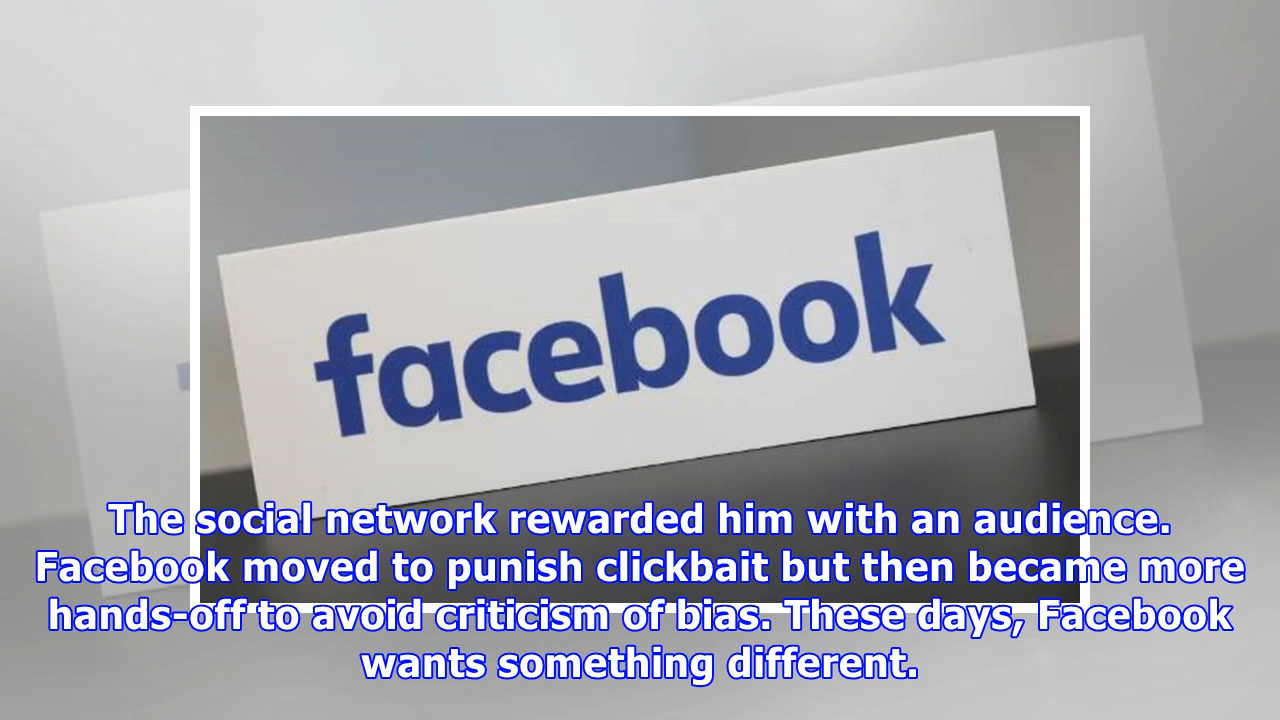 facebook
The social network rewarded him with an audience.
Facebook moved to punish clickbait but then became more
hands-off to avoid criticism of bias. These days, Facebook
wants something different.